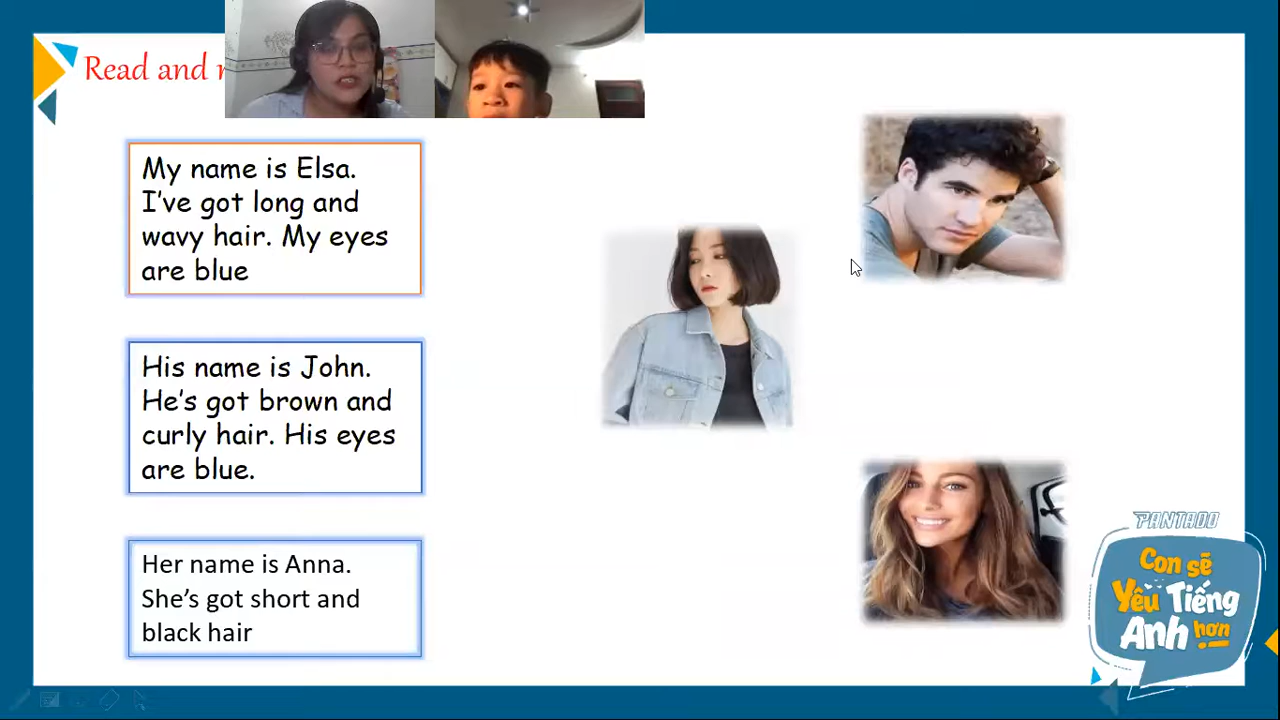 Read and
My name is Elsa.
I've got long and
wavy hair. My eyes
are blue
His name is John.
He's got brown and
curly hair. His eyes
are blue.
Her name is Anna.
She's got short and
black hair
PANTADO
Con sẽ
Yêu Tiếng
Anh hơn